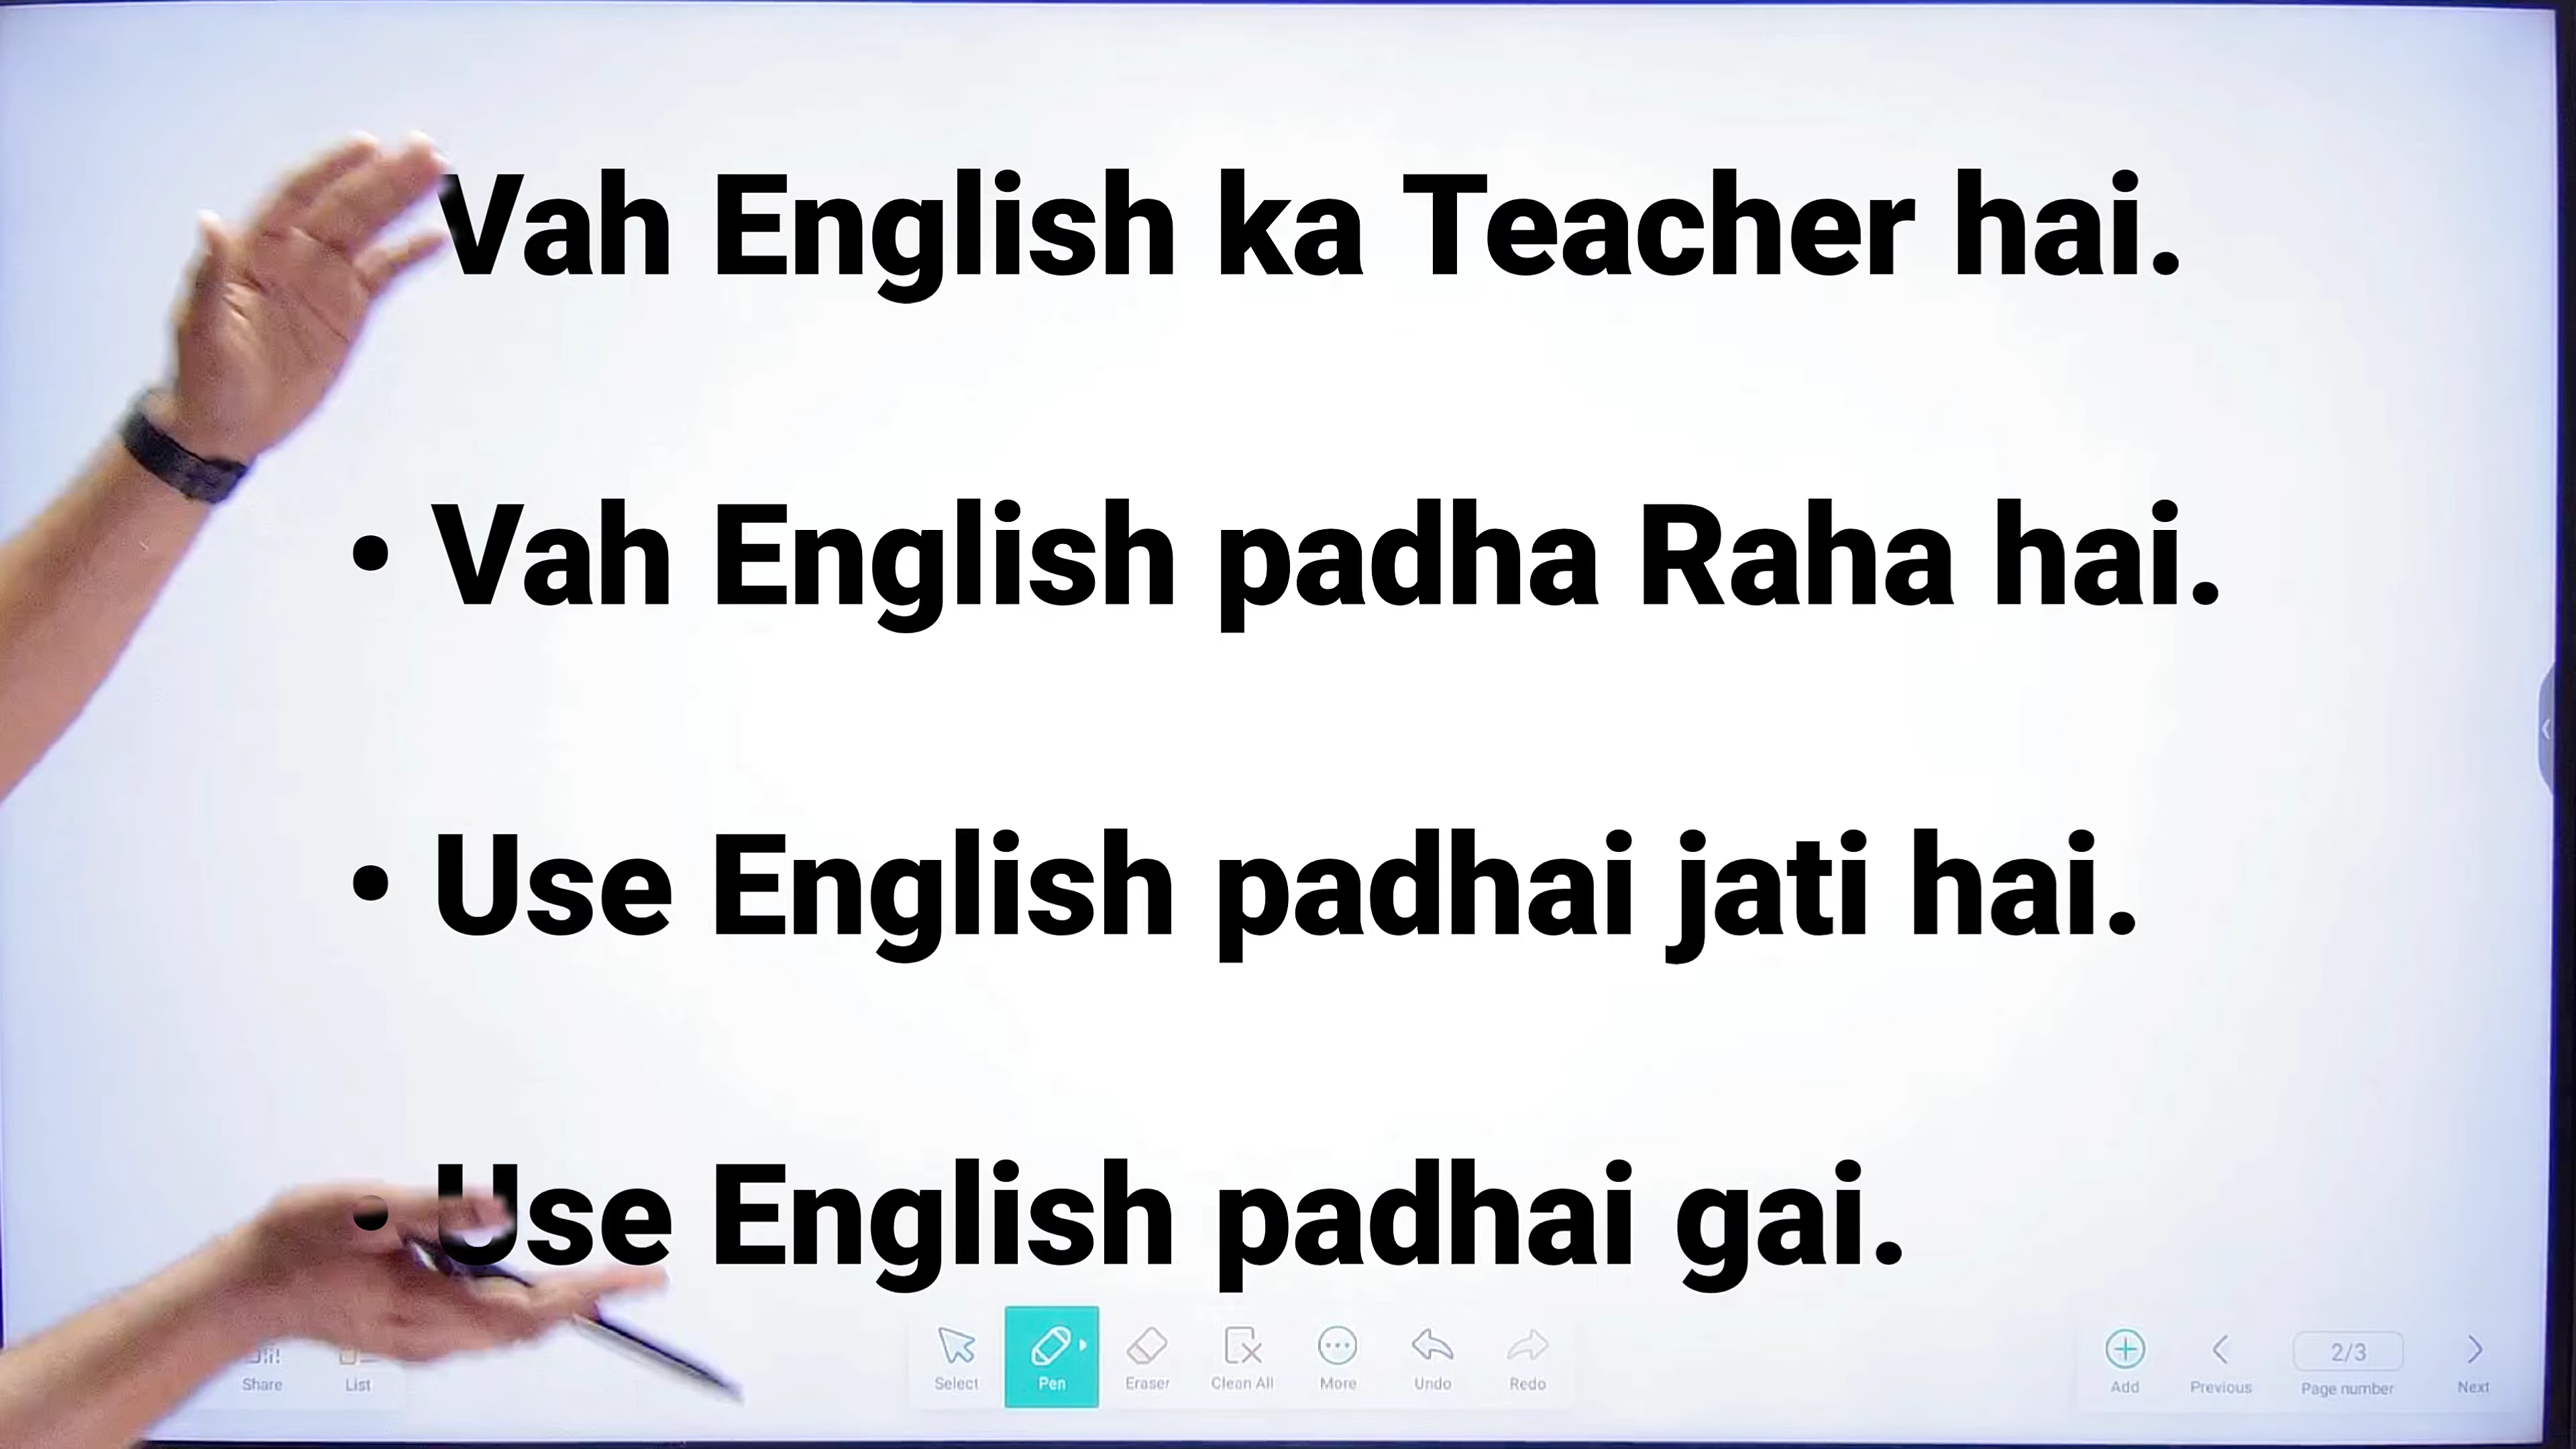 Vah English ka Teacher hai.
• Vah English padha Raha hai.
• Use English padhai jati hai.
• Use English padhai gai.
Share List Select Pen Eraser Clean All More Undo Redo Add Previous 2/3 Page number Next